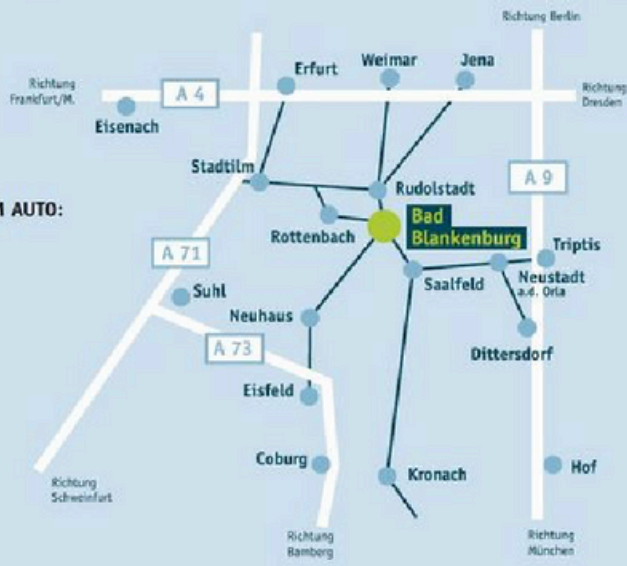 Richtung Berlin
Erfurt
Weimar
Jena
Richtung
Frankfurt/M.
A 4
Richtung
Dresden
Eisenach
Stadtilm
Rudolstadt
A 9
M AUTO:
Bad
Blankenburg
Rottenbach
A 71
Triptis
Saalfeld
Neustadt
a.d. Orla
Suhl
Neuhaus
A 73
Dittersdorf
Eisfeld
Coburg
Kronach
Hof
Richtung
Schweinfurt
Richtung
Bamberg
Richtung
München